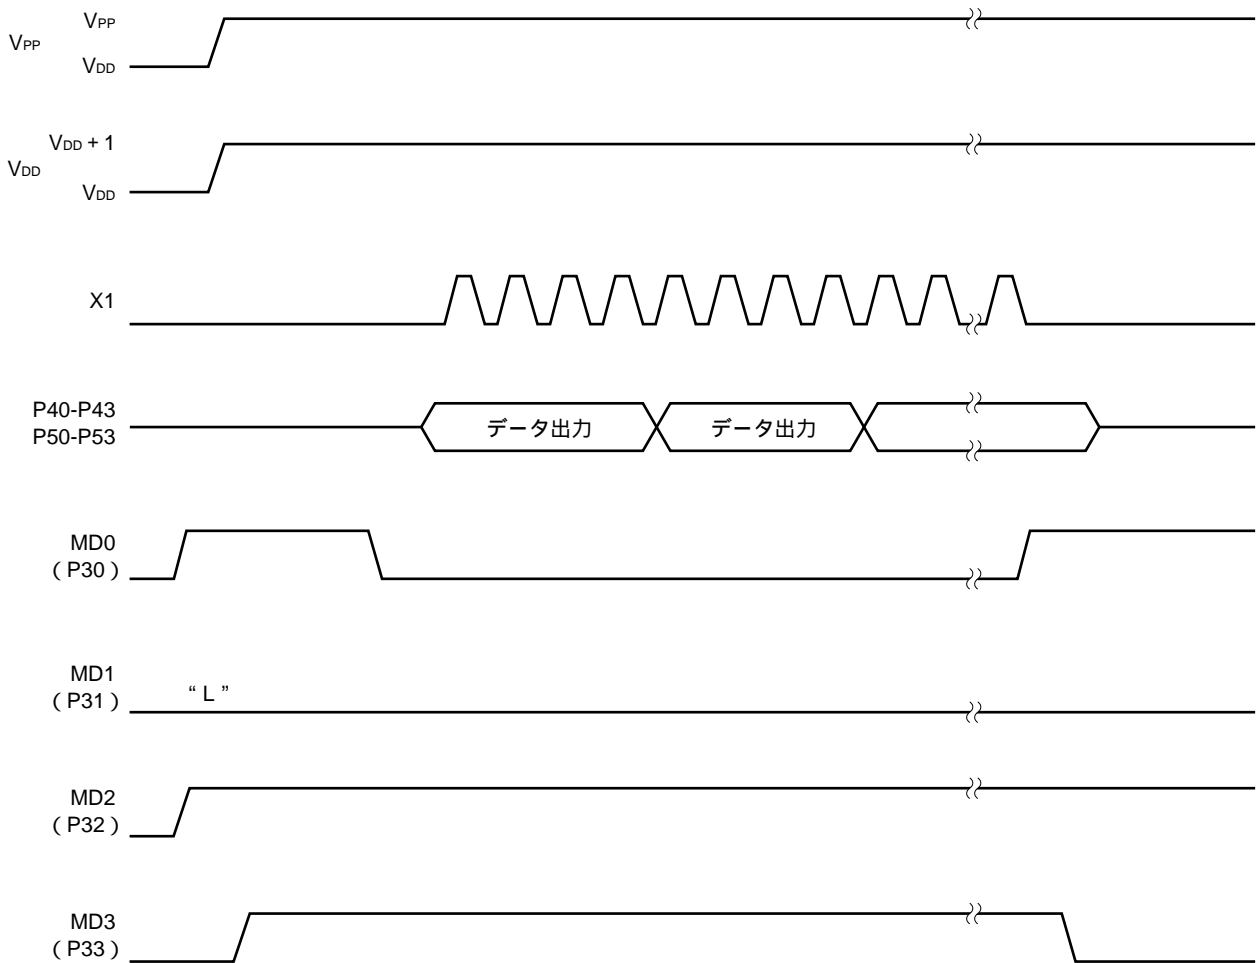 VPP
VPP
VDD
VDD + 1
VDD
VDD
X1
P40-P43
P50-P53
データ出力
データ出力
MD0
( P30 )
MD1
( P31 )
“ L ”
MD2
( P32 )
MD3
( P33 )